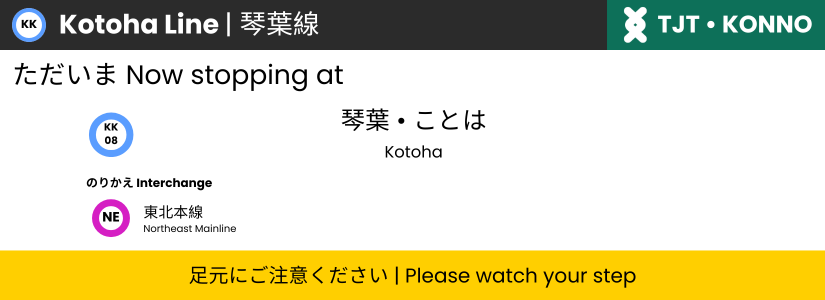 KK Kotoha Line | 琴葉線
TJT • KONNO
ただいま Now stopping at
KK
08
琴葉 • ことは
Kotoha
のりかえ Interchange
NE 東北本線
Northeast Mainline
足元にご注意ください | Please watch your step